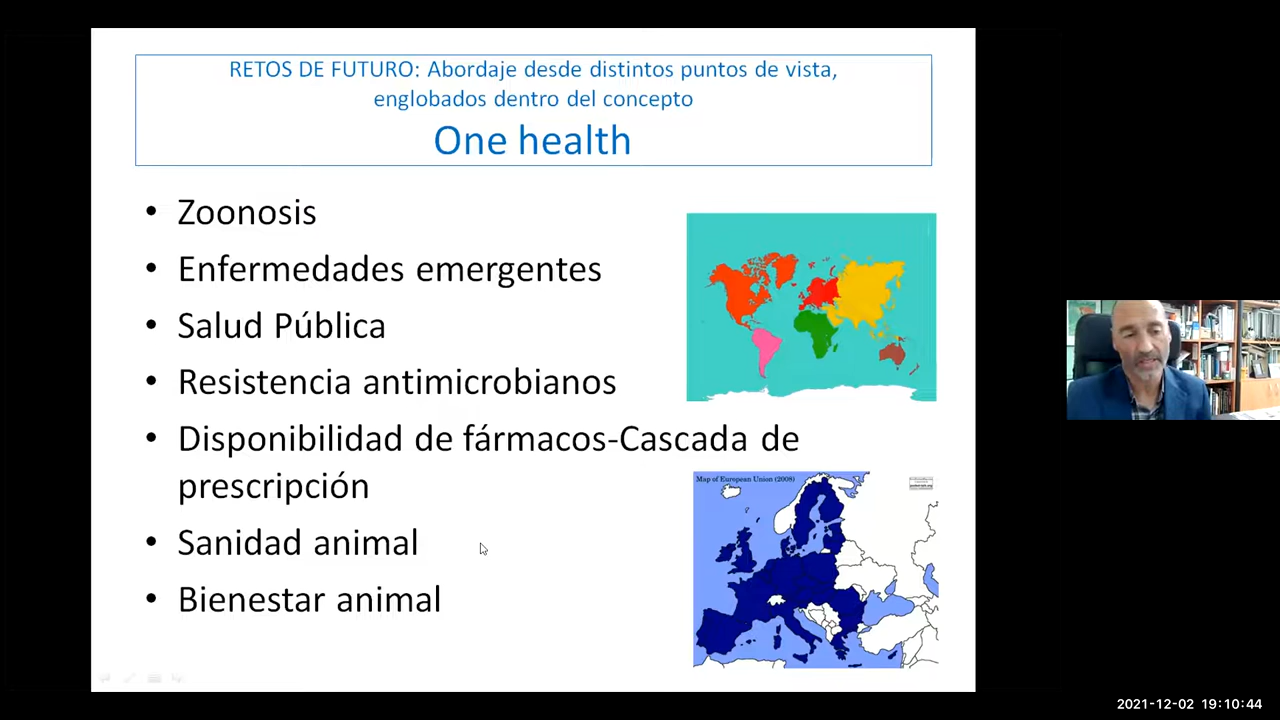 RETOS DE FUTURO: Abordaje desde distintos puntos de vista,
englobados dentro del concepto
One health
• Zoonosis
• Enfermedades emergentes
• Salud Pública
• Resistencia antimicrobianos
• Disponibilidad de fármacos-Cascada de
prescripción
• Sanidad animal
• Bienestar animal
Map of European Union (2008)
2021-12-02 19:10:44